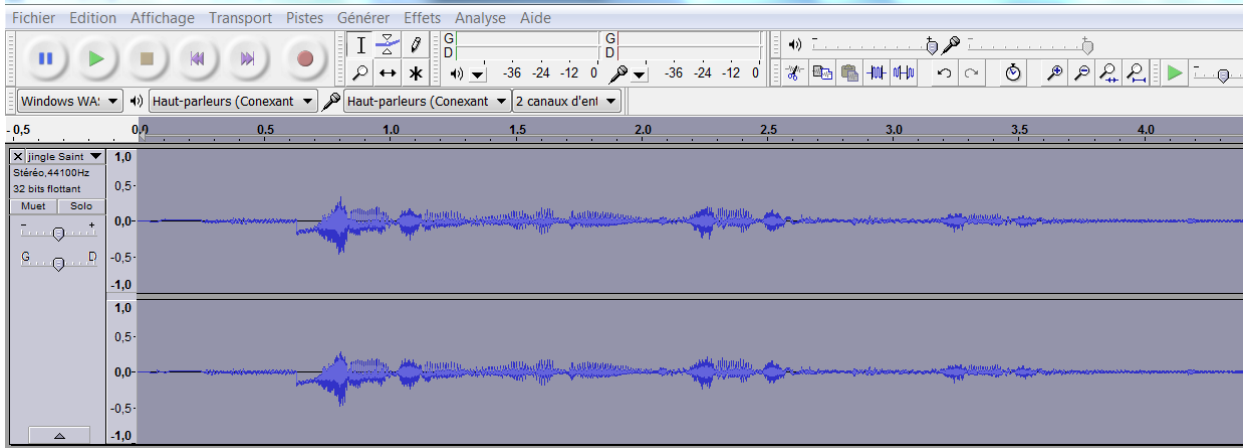 Fichier Edition Affichage Transport Pistes Générer Effets Analyse Aide
G
D
-36 -24 -12 0
G
D
-36 -24 -12 0
Windows WA: Haut-parleurs (Conexant Haut-parleurs (Conexant 2 canaux d'ent
- 0,5 0,0 0.5 1.0 1.5 2.0 2.5 3.0 3.5 4.0
X jingle Saint
Stéréo,44100Hz
32 bits flottant
Muet Solo
- +
G D
1,0
0,5-
0,0-
-0,5-
-1,0
1,0
0,5-
0,0-
-0,5-
-1,0